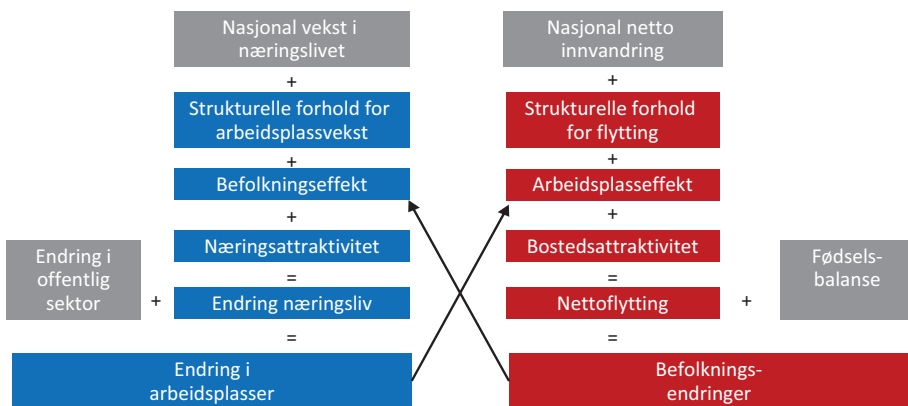 Nasjonal vekst i
næringslivet
+
Strukturelle forhold for
arbeidsplassvekst
+
Befolkningseffekt
+
Næringsattraktivitet
=
Endring i
offentlig
sektor
+
Endring næringsliv
=
Endring i
arbeidsplasser
Nasjonal netto
innvandring
+
Strukturelle forhold
for flytting
+
Arbeidsplasseffekt
+
Bostedsattraktivitet
=
Nettoflytting
+
Fødsels-
balanse
=
Befolknings-
endringer